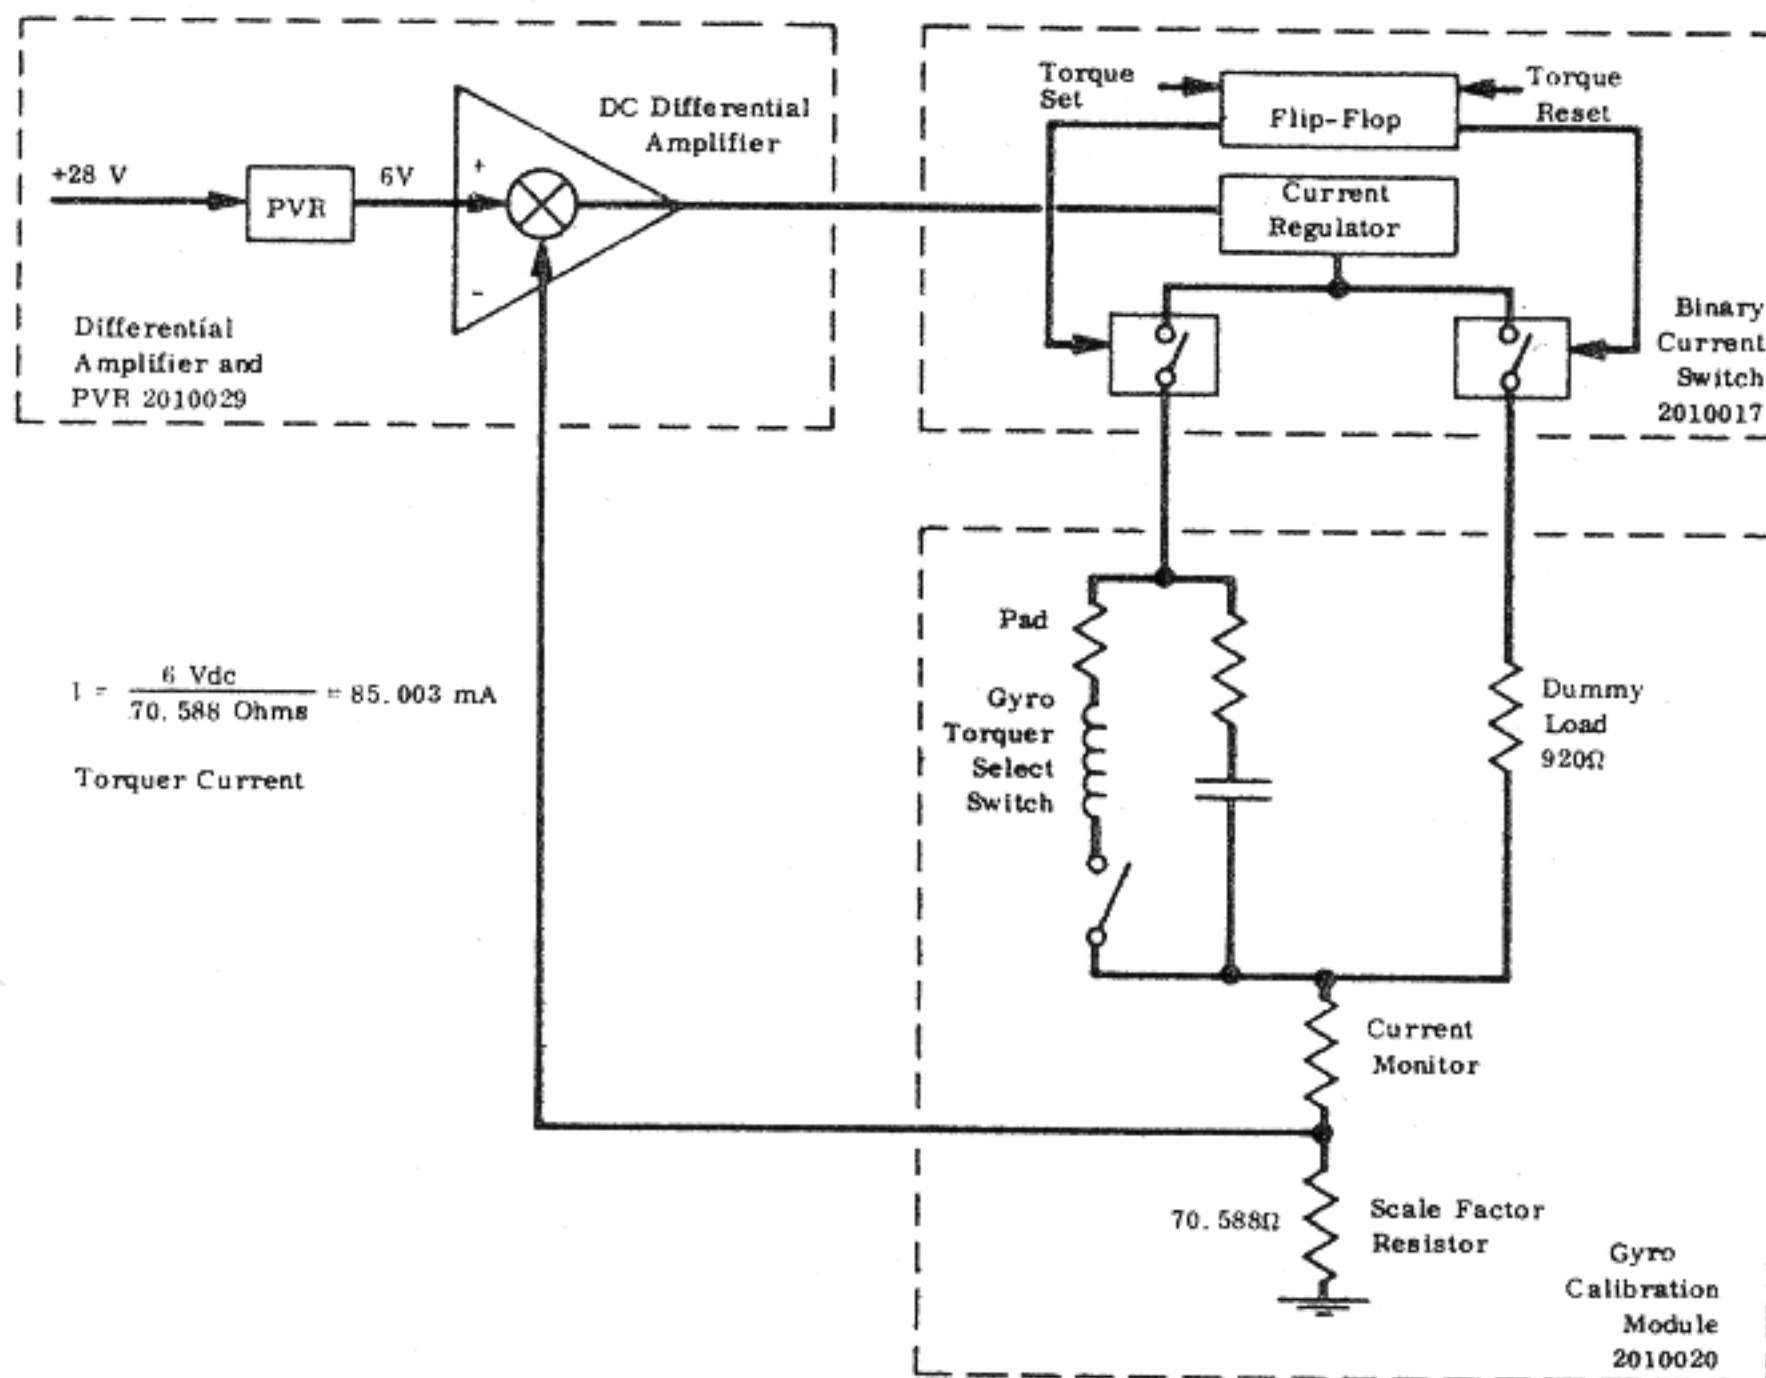 +28 V
PVR
6V
+
-
DC Differential
Amplifier
Differential
Amplifier and
PVR 2010029
Torque
Set
Flip-Flop
Torque
Reset
Current
Regulator
Binary
Current
Switch
2010017
I = 6 Vdc / 70.588 Ohms = 85.003 mA
Torquer Current
Pad
Gyro
Torquer
Select
Switch
Dummy
Load
920Ω
Current
Monitor
70.588Ω
Scale Factor
Resistor
Gyro
Calibration
Module
2010020